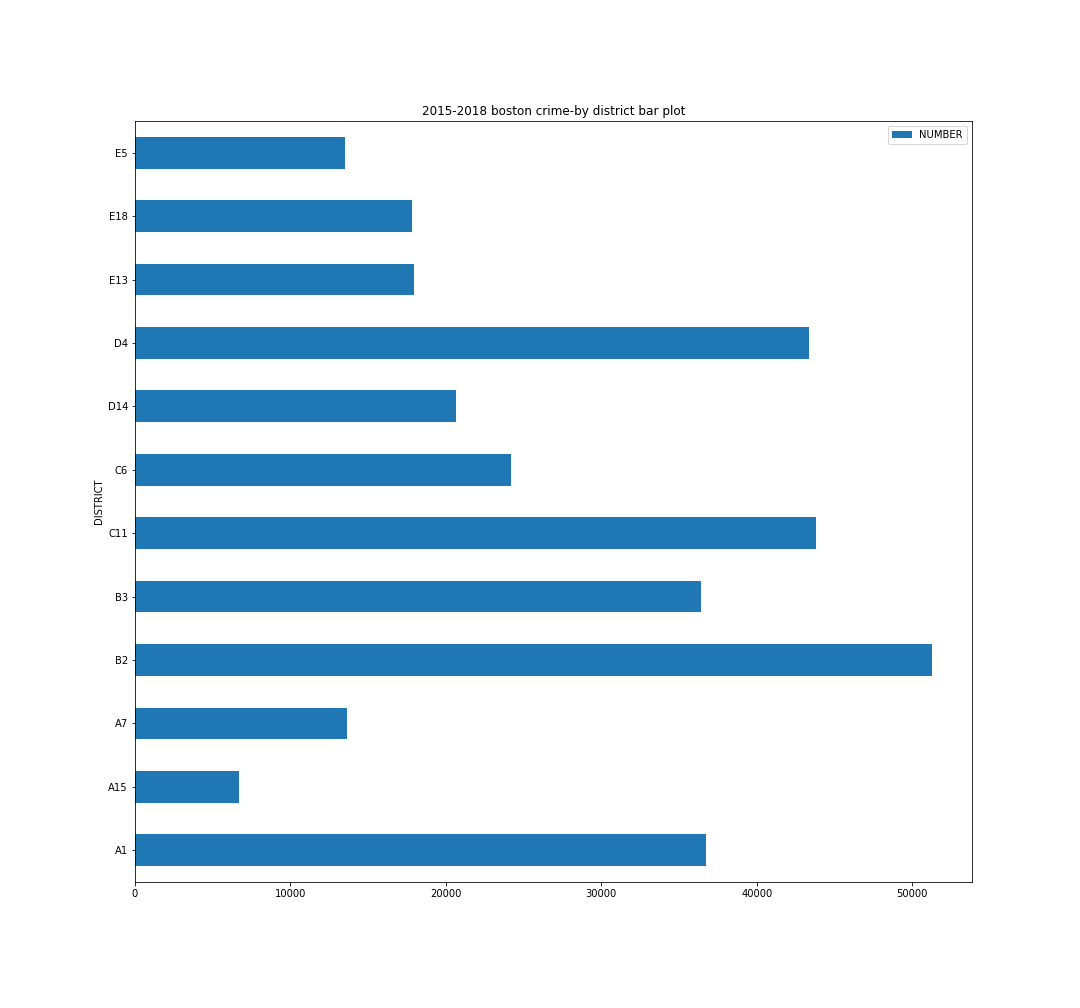 2015-2018 boston crime-by district bar plot
NUMBER
E5
E18
E13
D4
D14
C6
DISTRICT
C11
B3
B2
A7
A15
A1
0 10000 20000 30000 40000 50000